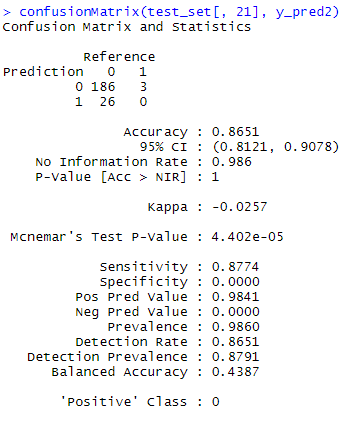 > confusionMatrix(test_set[, 21], y_pred2)
Confusion Matrix and Statistics
Reference
Prediction 0 1
0 186 3
1 26 0
Accuracy : 0.8651
95% CI : (0.8121, 0.9078)
No Information Rate : 0.986
P-Value [Acc > NIR] : 1
Kappa : -0.0257
Mcnemar's Test P-Value : 4.402e-05
Sensitivity : 0.8774
Specificity : 0.0000
Pos Pred Value : 0.9841
Neg Pred Value : 0.0000
Prevalence : 0.9860
Detection Rate : 0.8651
Detection Prevalence : 0.8791
Balanced Accuracy : 0.4387
'Positive' Class : 0